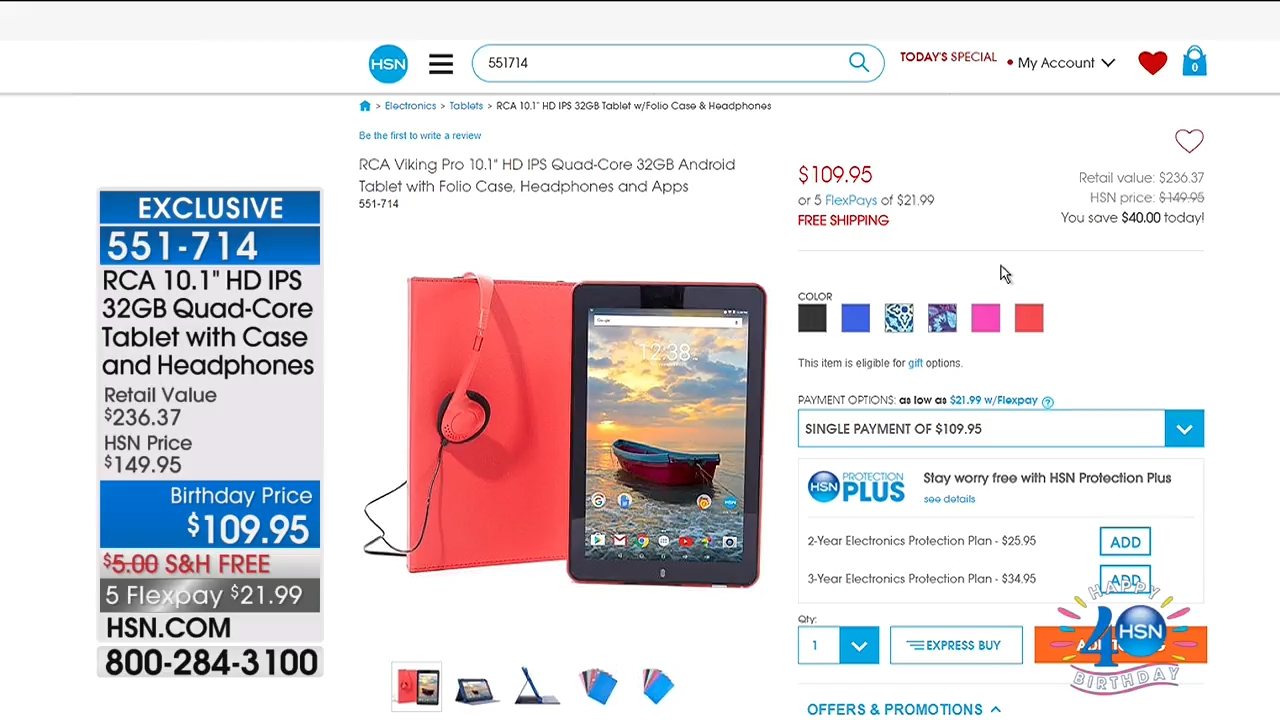 HSN
551714
TODAY'S SPECIAL
• My Account
0
> Electronics > Tablets > RCA 10.1" HD IPS 32GB Tablet w/Folio Case & Headphones
Be the first to write a review
RCA Viking Pro 10.1" HD IPS Quad-Core 32GB Android
Tablet with Folio Case, Headphones and Apps
551-714
$109.95
or 5 FlexPays of $21.99
FREE SHIPPING
Retail value: $236.37
HSN price: $149.95
You save $40.00 today!
EXCLUSIVE
551-714
RCA 10.1" HD IPS
32GB Quad-Core
Tablet with Case
and Headphones
Retail Value
$236.37
HSN Price
$149.95
Birthday Price
$109.95
$5.00 S&H FREE
5 Flexpay $21.99
HSN.COM
800-284-3100
Google
12:38
COLOR
This item is eligible for gift options.
PAYMENT OPTIONS: as low as $21.99 w/Flexpay ?
SINGLE PAYMENT OF $109.95
HSN PROTECTION PLUS
Stay worry free with HSN Protection Plus
see details
2-Year Electronics Protection Plan - $25.95
ADD
3-Year Electronics Protection Plan - $34.95
ADD
Qty:
1
EXPRESS BUY
HAPPY
40 HSN
BIRTHDAY
OFFERS & PROMOTIONS